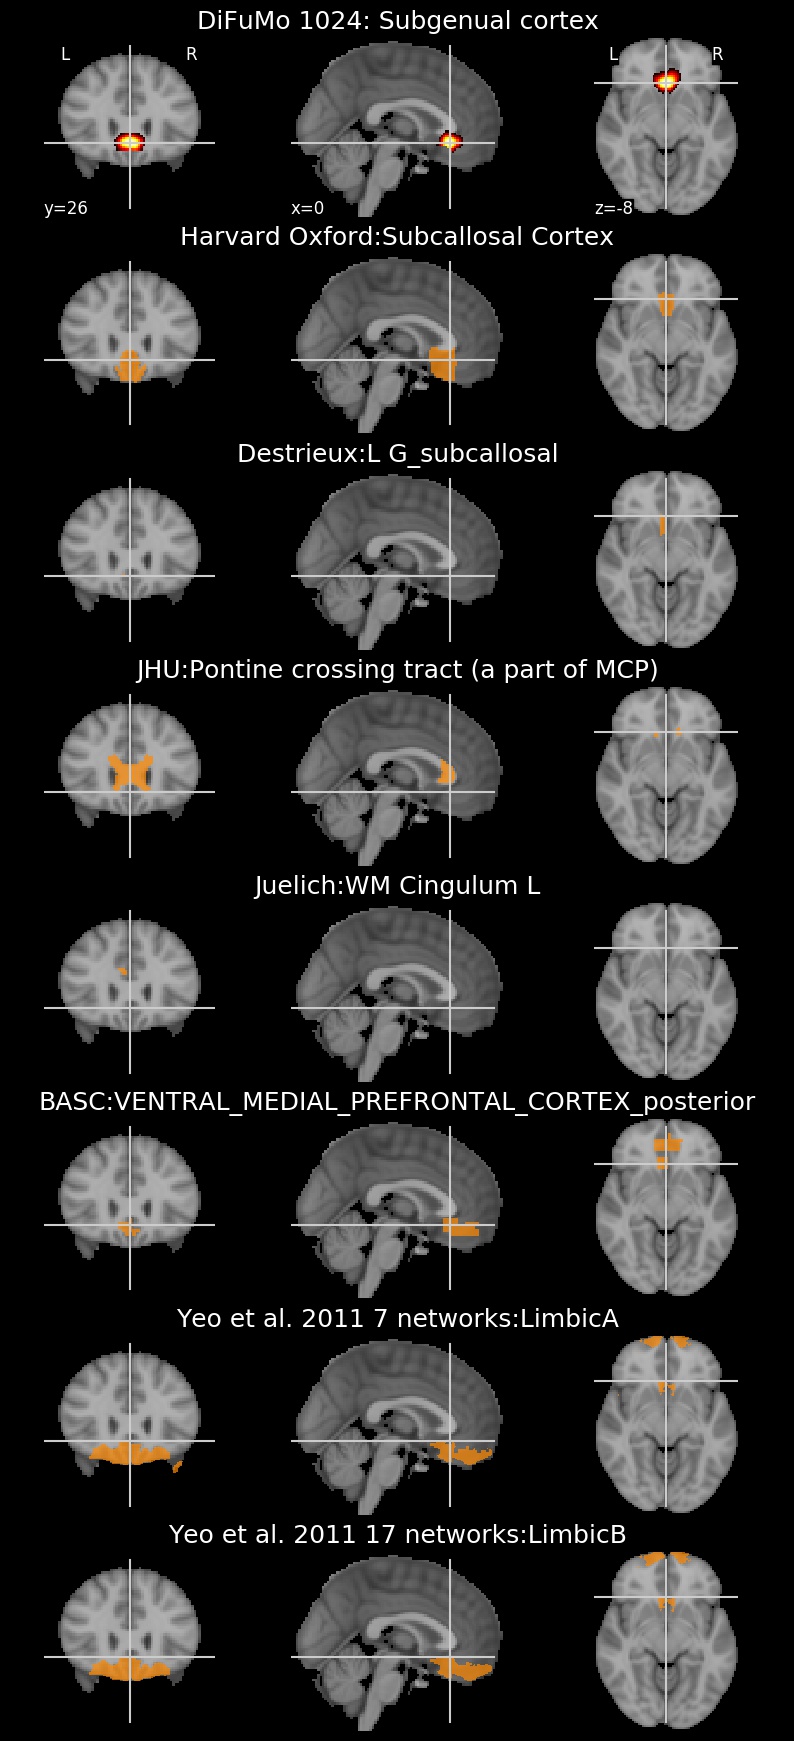 DiFuMo 1024: Subgenual cortex
L R L R
y=26 x=0 z=-8
Harvard Oxford:Subcallosal Cortex
Destrieux:L G_subcallosal
JHU:Pontine crossing tract (a part of MCP)
Juelich:WM Cingulum L
BASC:VENTRAL_MEDIAL_PREFRONTAL_CORTEX_posterior
Yeo et al. 2011 7 networks:LimbicA
Yeo et al. 2011 17 networks:LimbicB